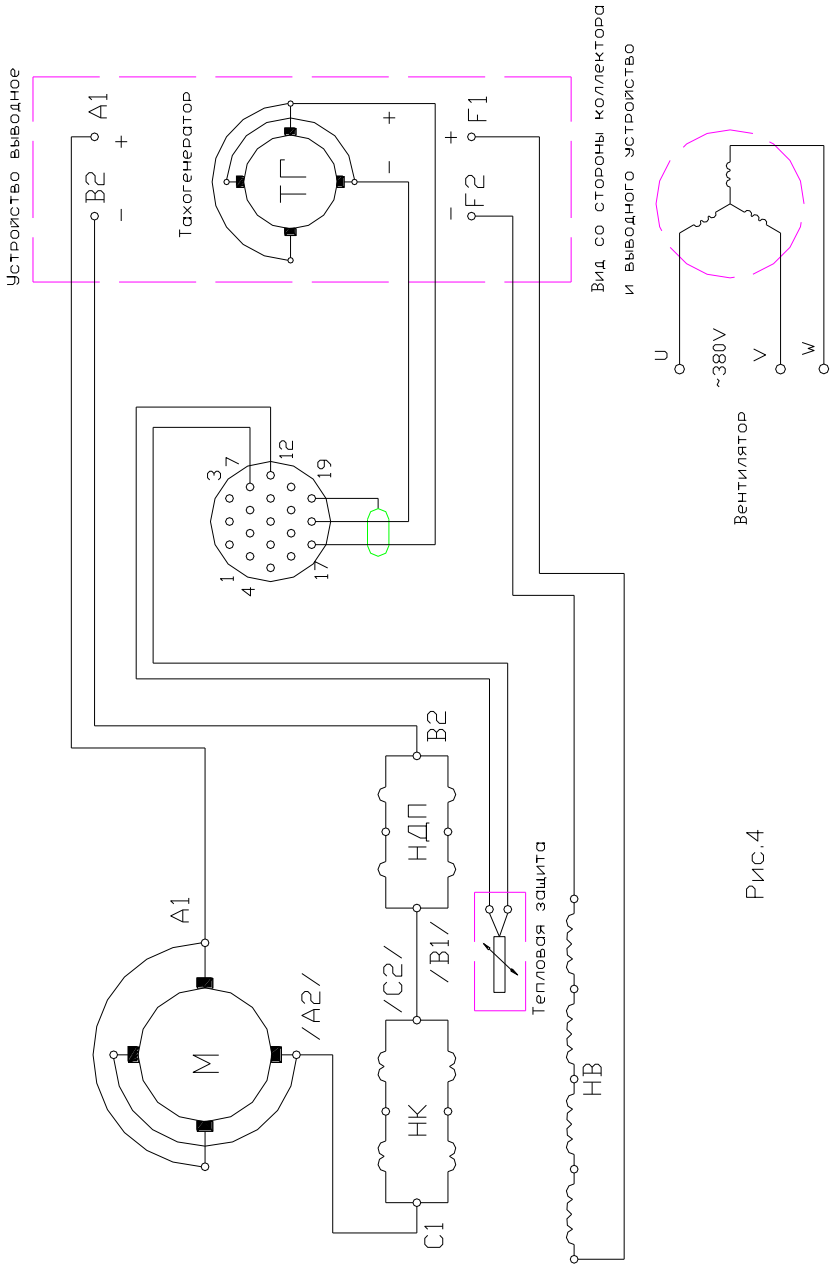 Устройство выводное
A1
+
B2
-
Тахогенератор
ТГ
+
-
F1
+
F2
-
Вид со стороны коллектора
и выводного устройство
3
7
12
19
1
4
17
U
~380V
V
W
Вентилятор
B2
НДП
A1
М
/A2/
/C2/
/B1/
НК
C1
Тепловая защита
НВ
Рис.4